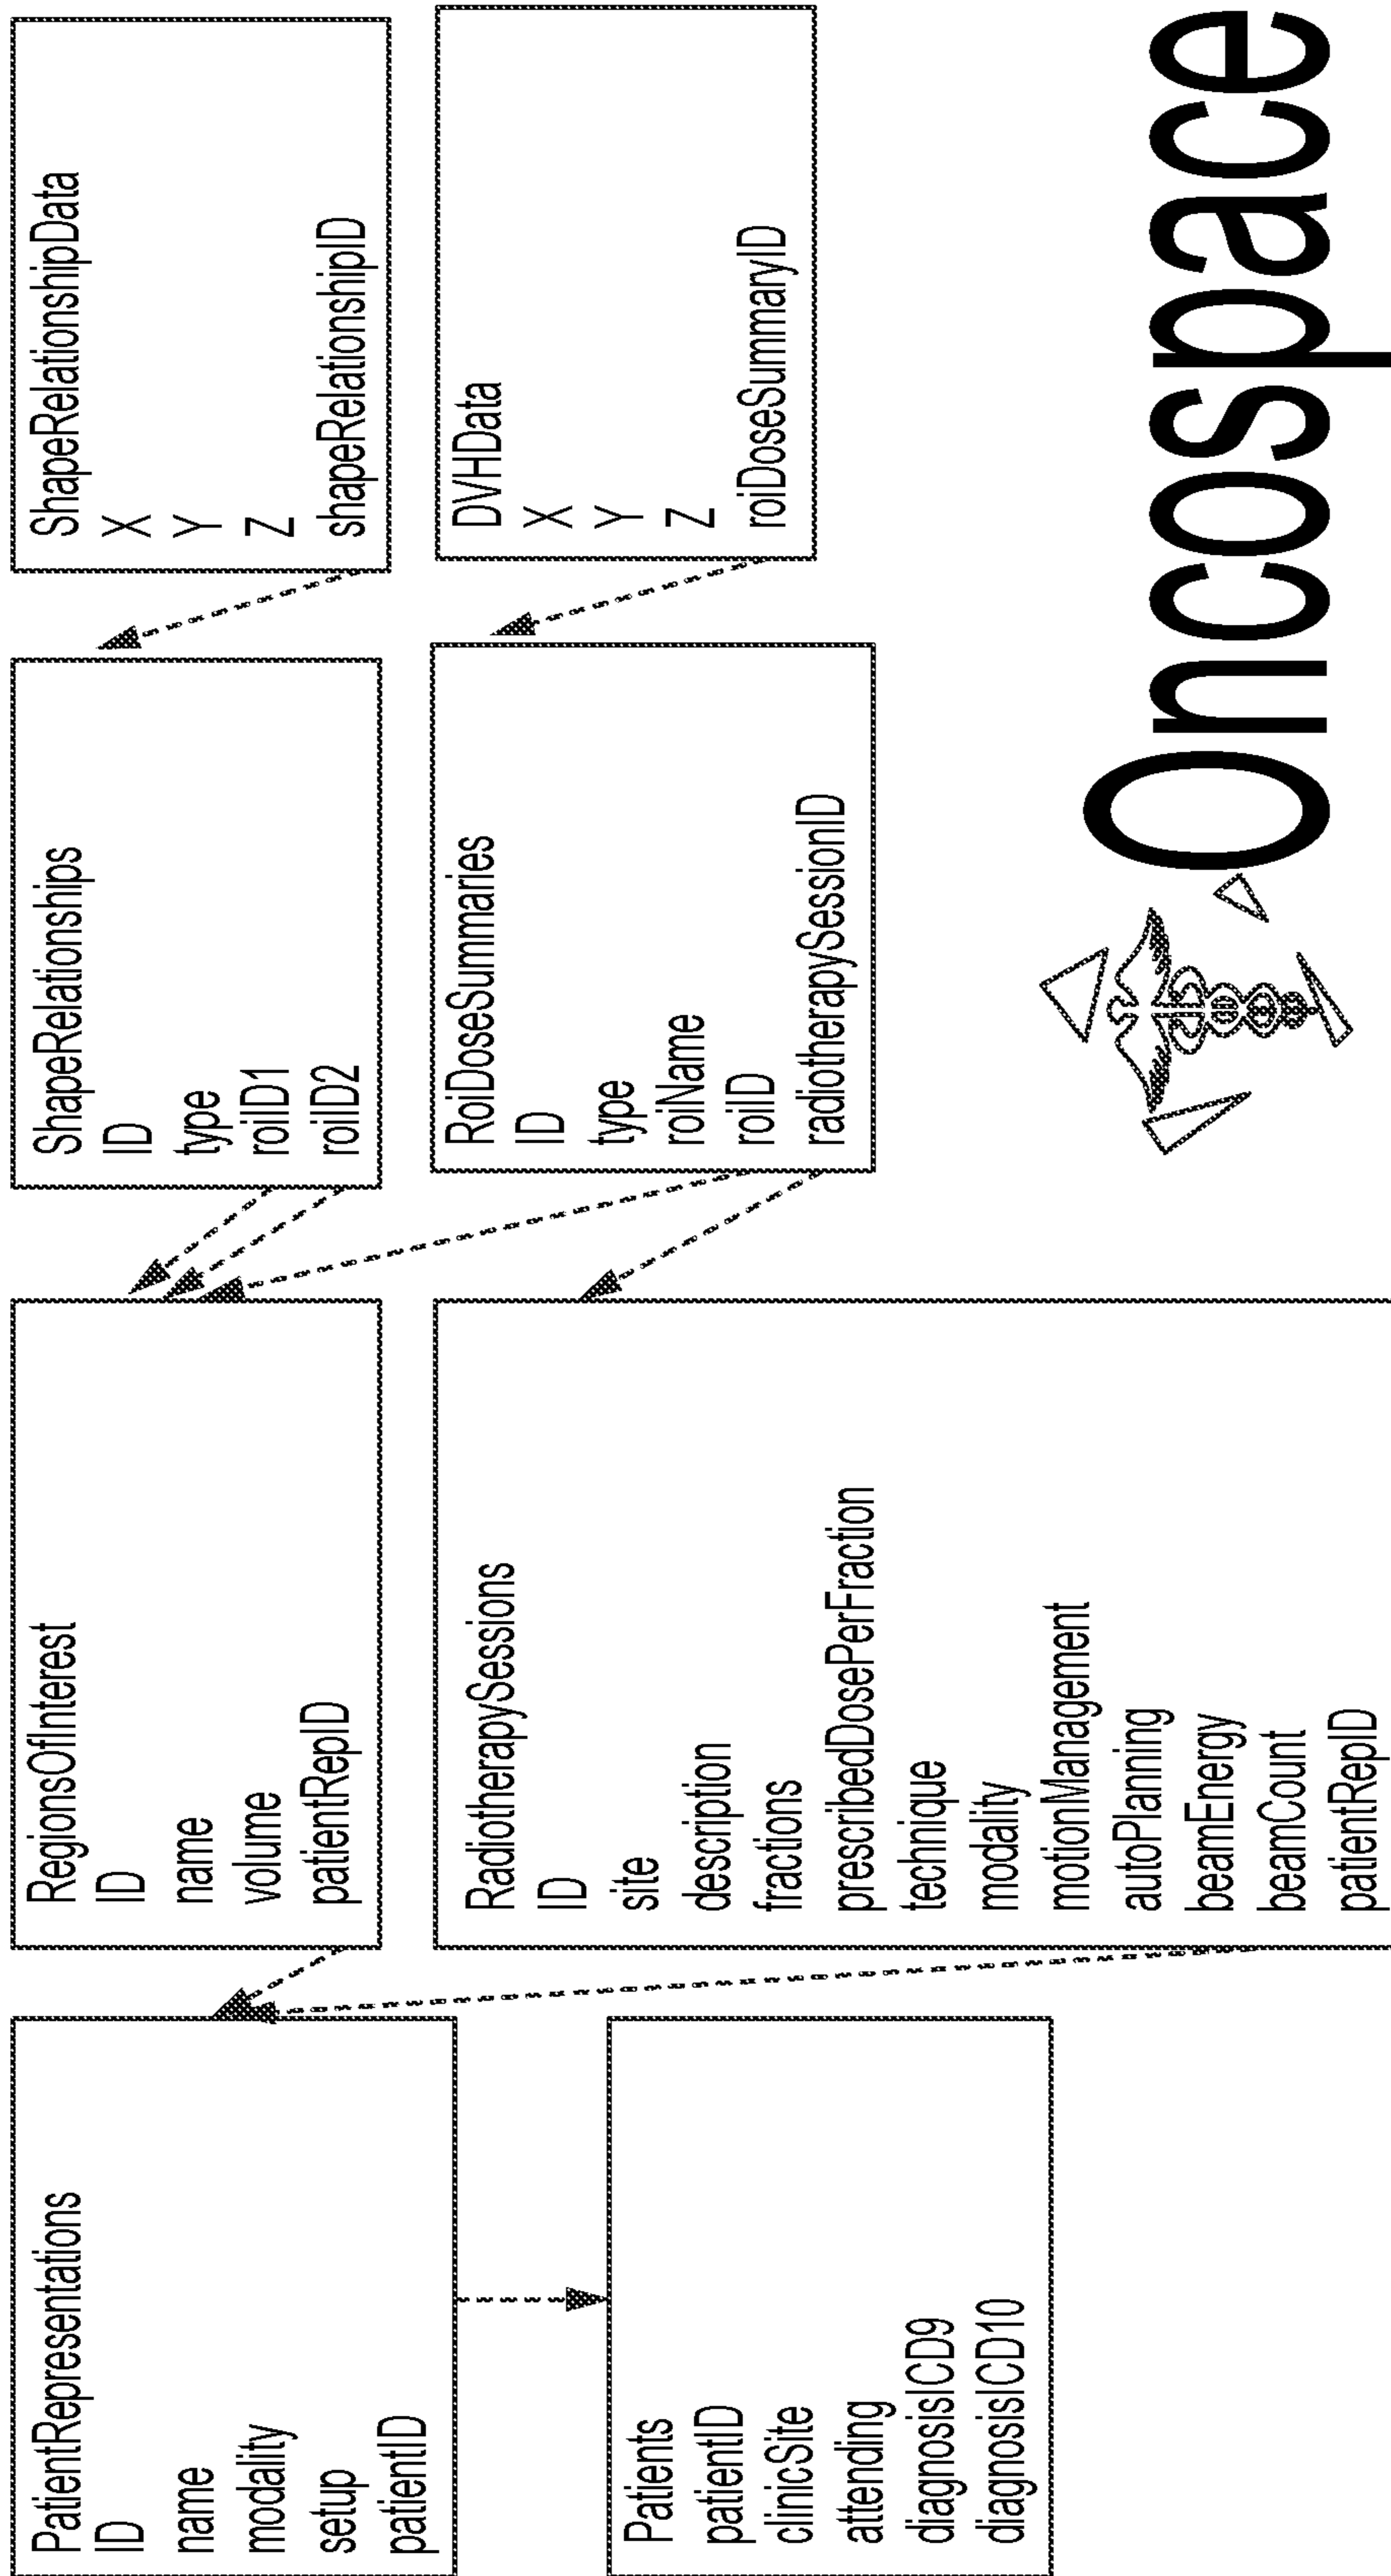 PatientRepresentations
ID
name
modality
setup
patientID
Patients
patientID
clinicSite
attending
diagnosisICD9
diagnosisICD10
RegionsOfInterest
ID
name
volume
patientRepID
RadiotherapySessions
ID
site
description
fractions
prescribedDosePerFraction
technique
modality
motionManagement
autoPlanning
beamEnergy
beamCount
patientRepID
ShapeRelationships
ID
type
roiID1
roiID2
RoiDoseSummaries
ID
type
roiName
roiID
radiotherapySessionID
ShapeRelationshipData
X
Y
Z
shapeRelationshipID
DVHData
X
Y
Z
roiDoseSummaryID
Oncospace